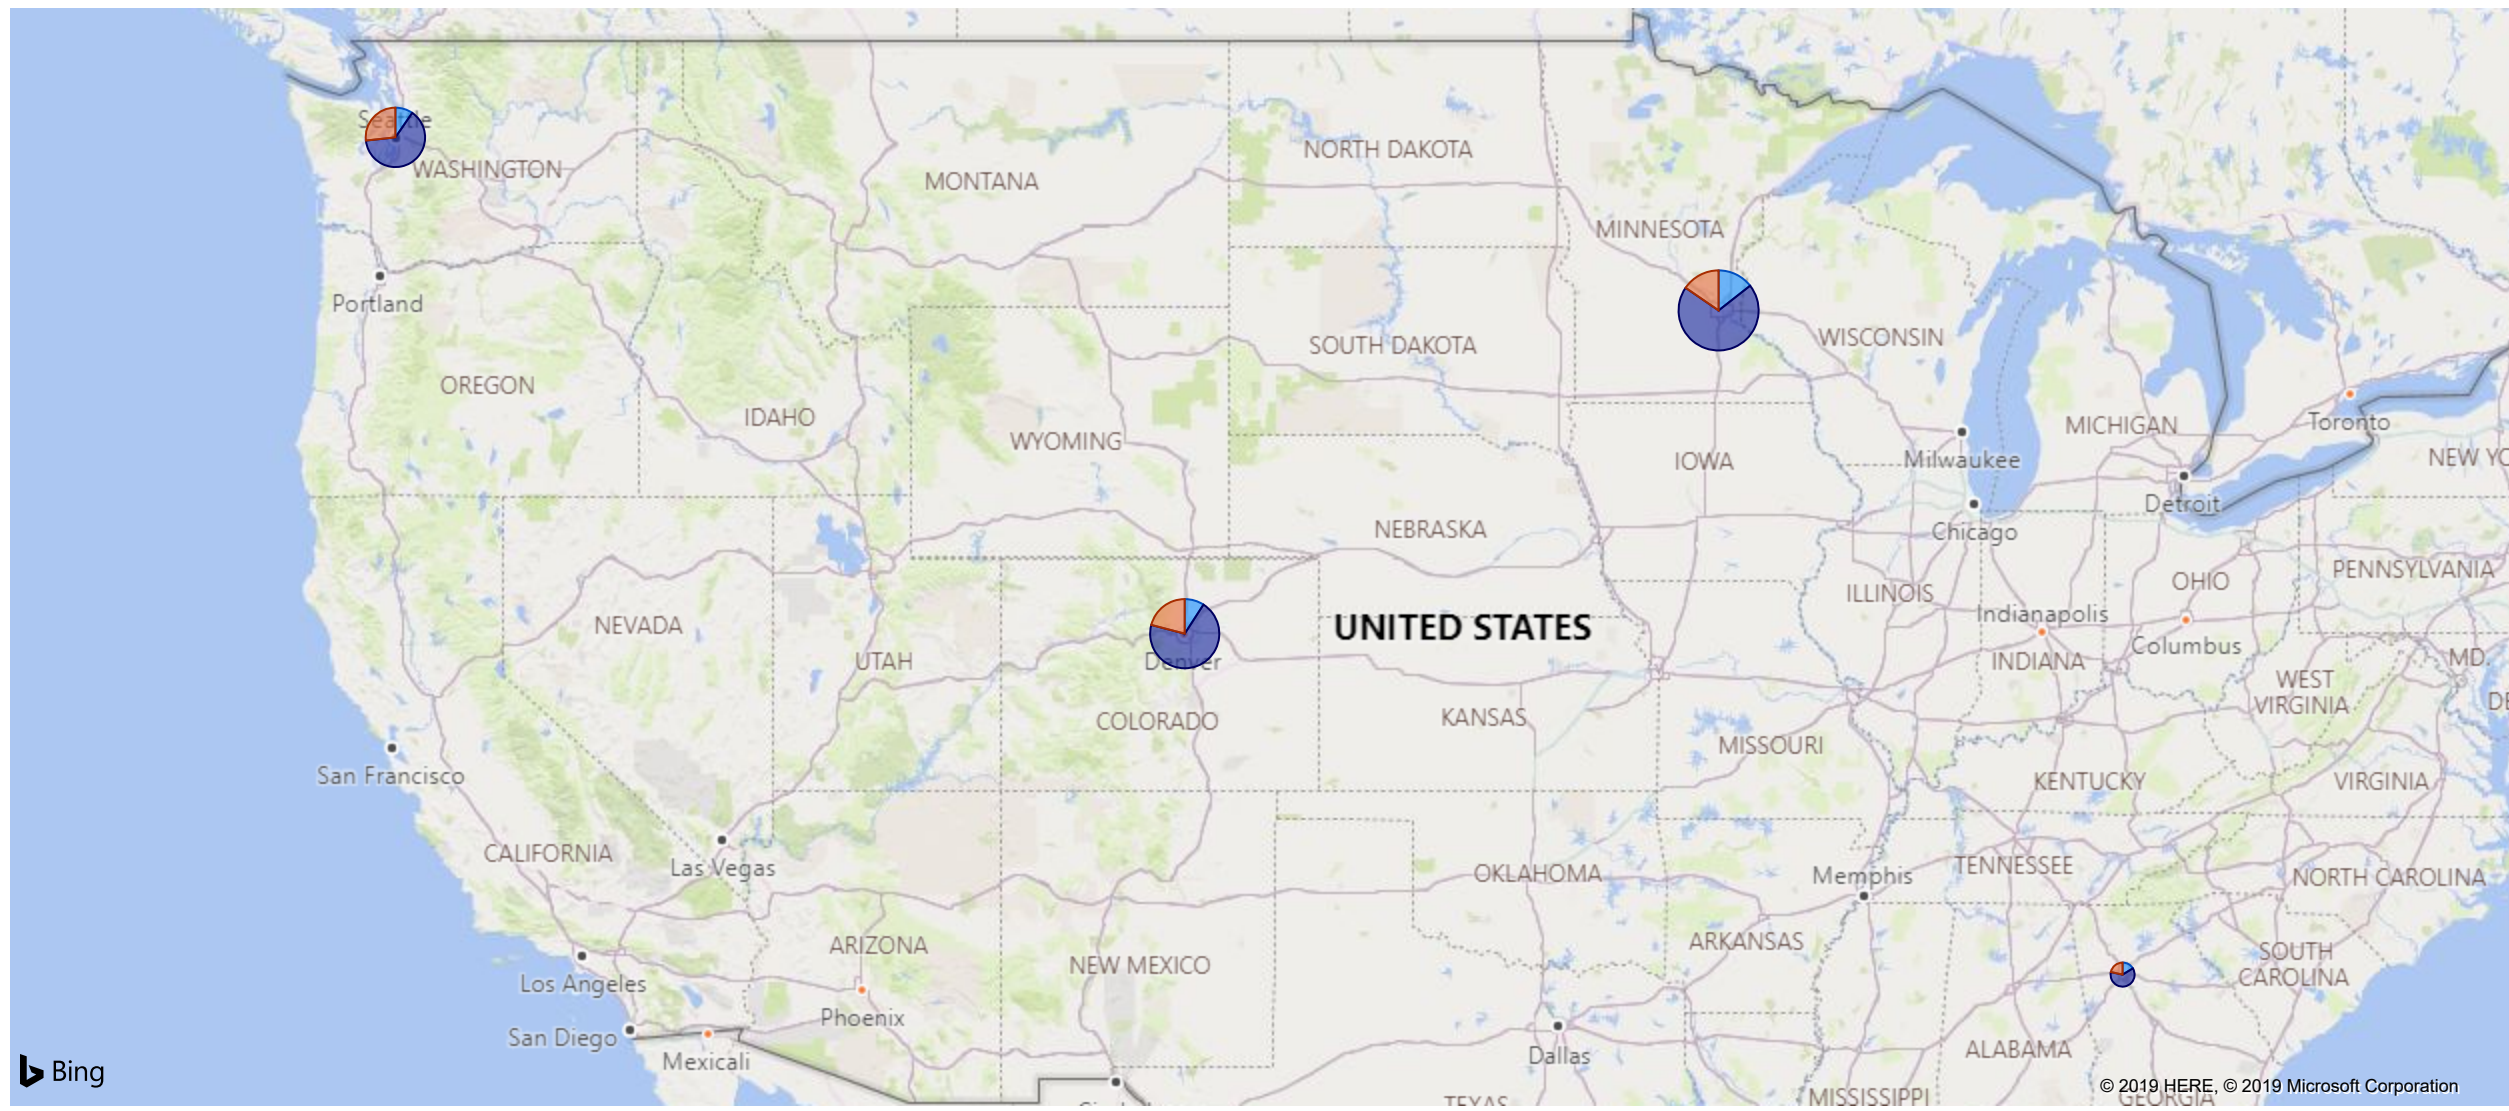 Seattle
WASHINGTON
MONTANA
NORTH DAKOTA
MINNESOTA
Portland
OREGON
IDAHO
WYOMING
SOUTH DAKOTA
WISCONSIN
MICHIGAN
Toronto
NEW YO
IOWA
Milwaukee
Detroit
Chicago
NEBRASKA
NEVADA
UTAH
Denver
COLORADO
UNITED STATES
KANSAS
ILLINOIS
Indianapolis
INDIANA
OHIO
Columbus
PENNSYLVANIA
MD.
DE
WEST
VIRGINIA
MISSOURI
KENTUCKY
VIRGINIA
San Francisco
CALIFORNIA
Las Vegas
OKLAHOMA
Memphis
TENNESSEE
NORTH CAROLINA
Los Angeles
ARIZONA
Phoenix
NEW MEXICO
ARKANSAS
SOUTH
CAROLINA
San Diego
Mexicali
Dallas
ALABAMA
TEXAS
MISSISSIPPI
GEORGIA
Bing
© 2019 HERE, © 2019 Microsoft Corporation